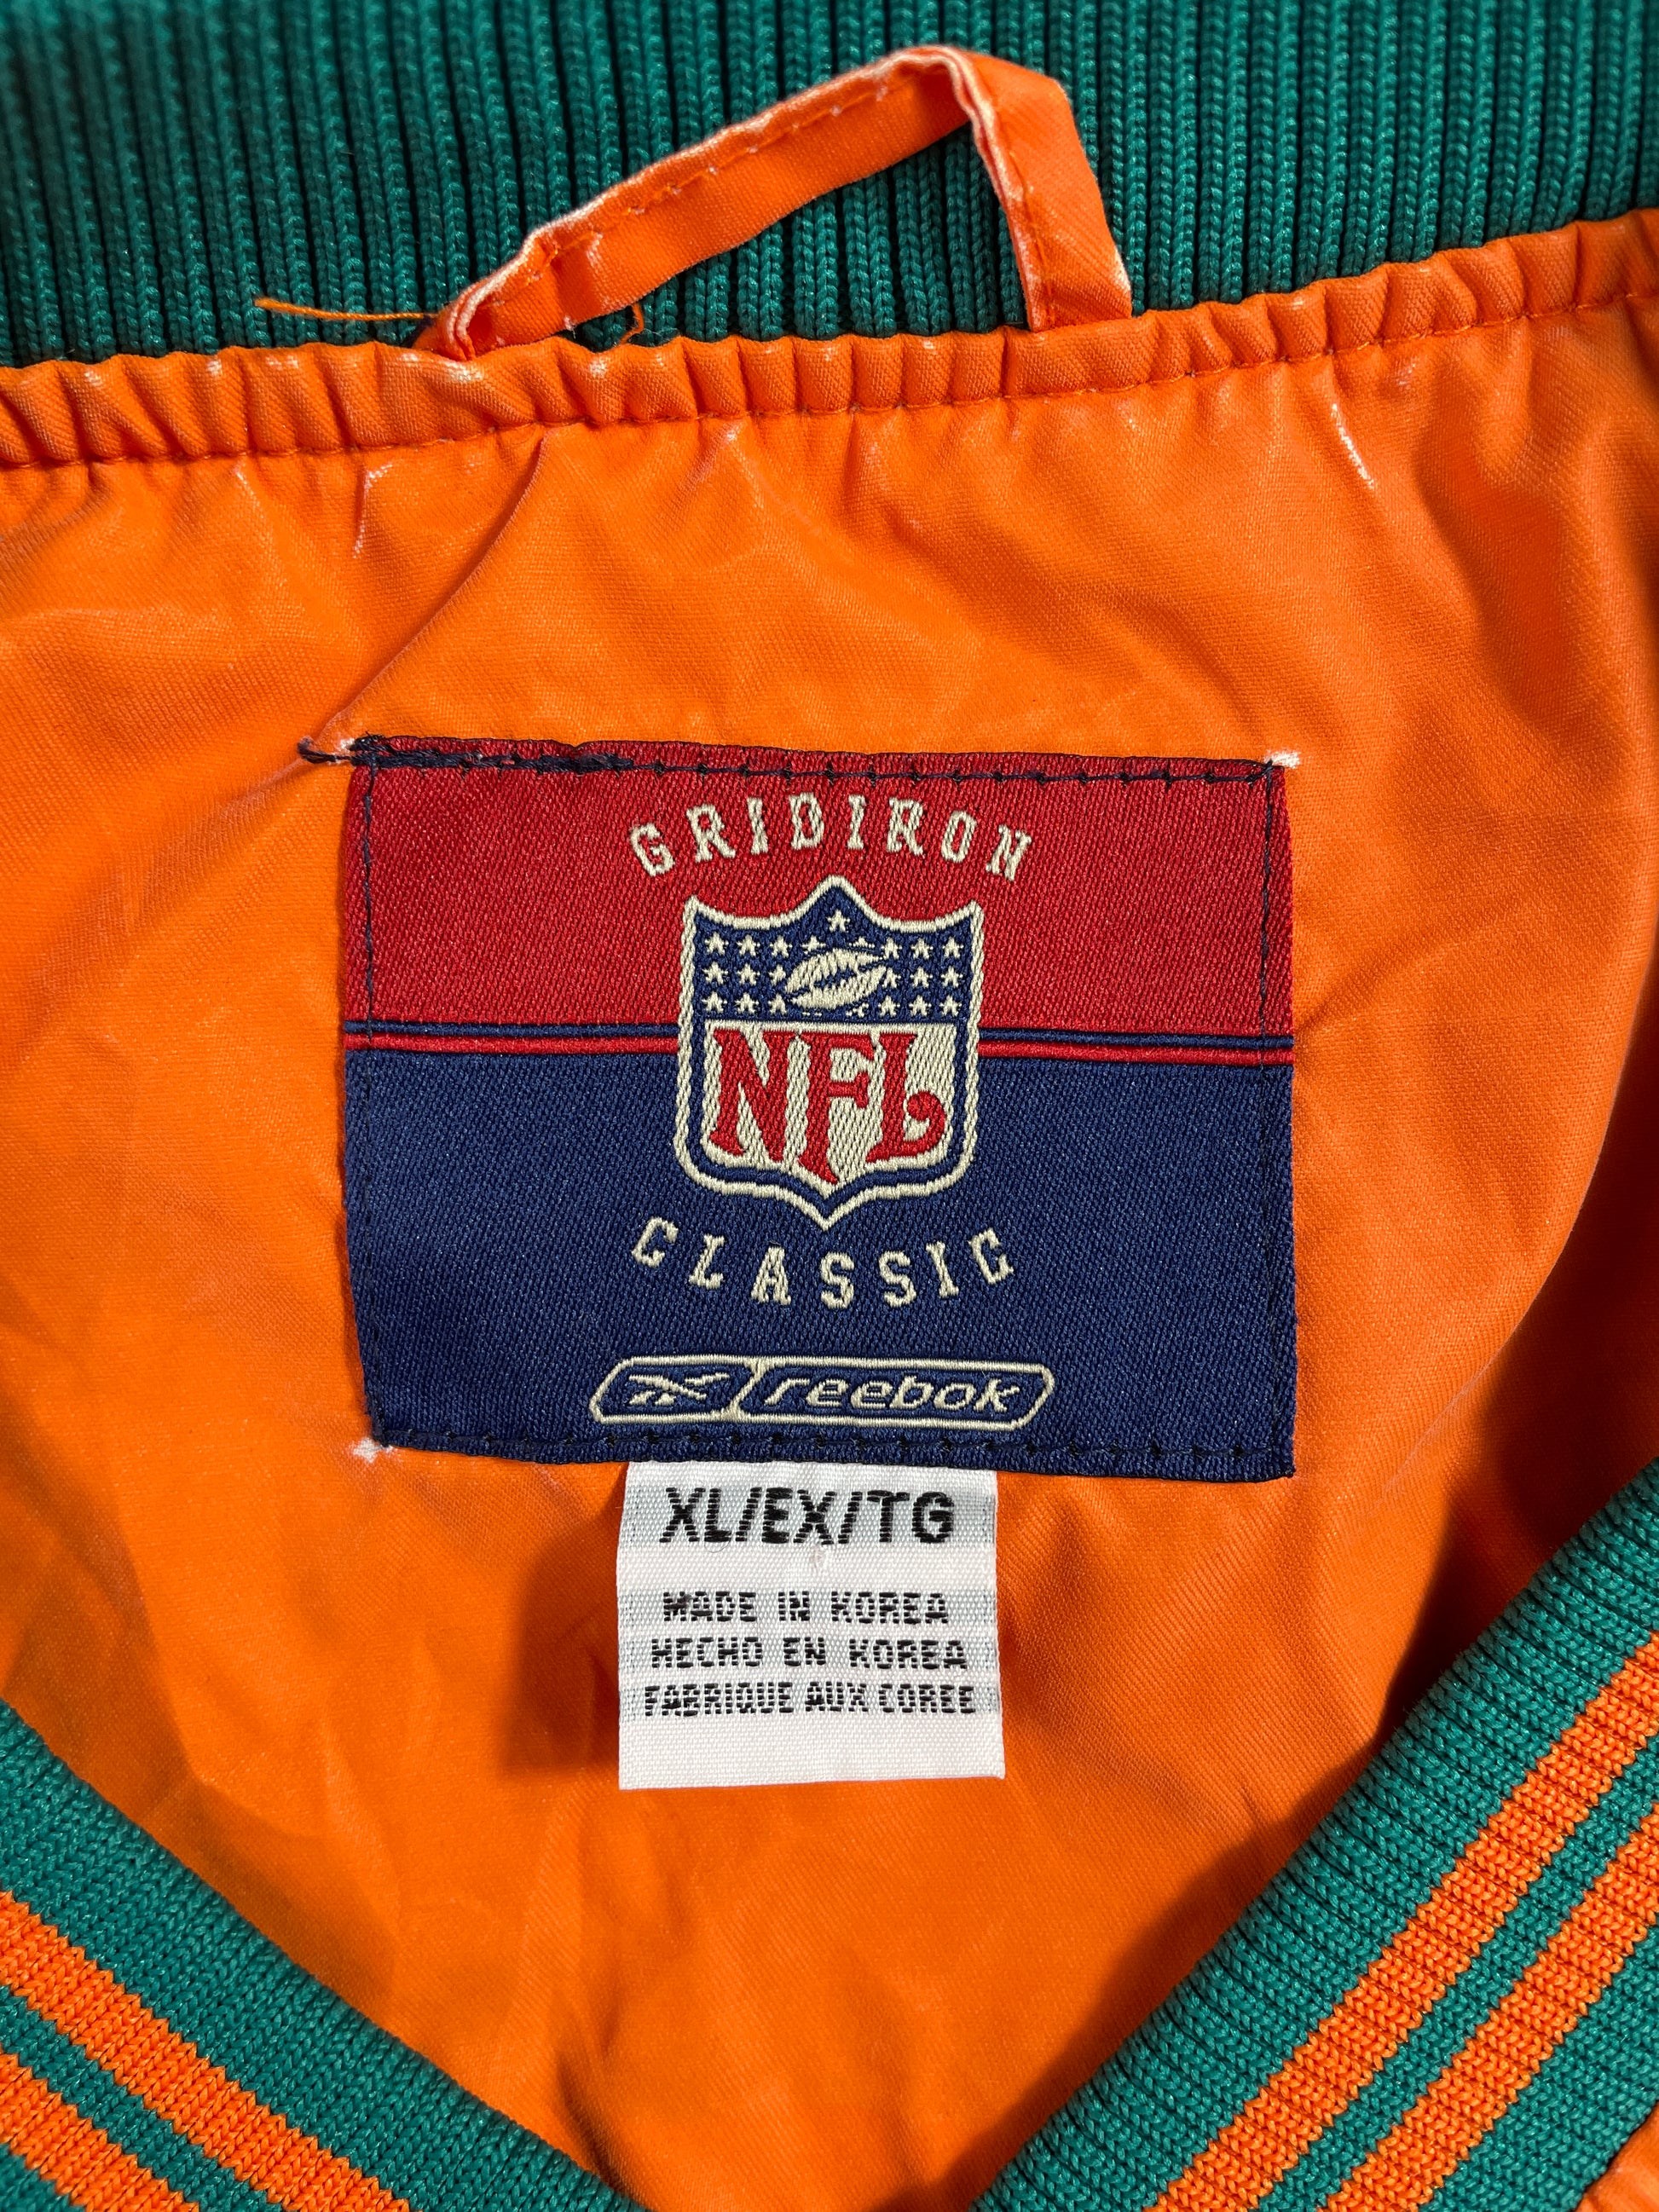 GRIDIRON
NFL
CLASSIC
reebok
XL/EX/TG
MADE IN KOREA
HECHO EN KOREA
FABRIQUE AUX COREE